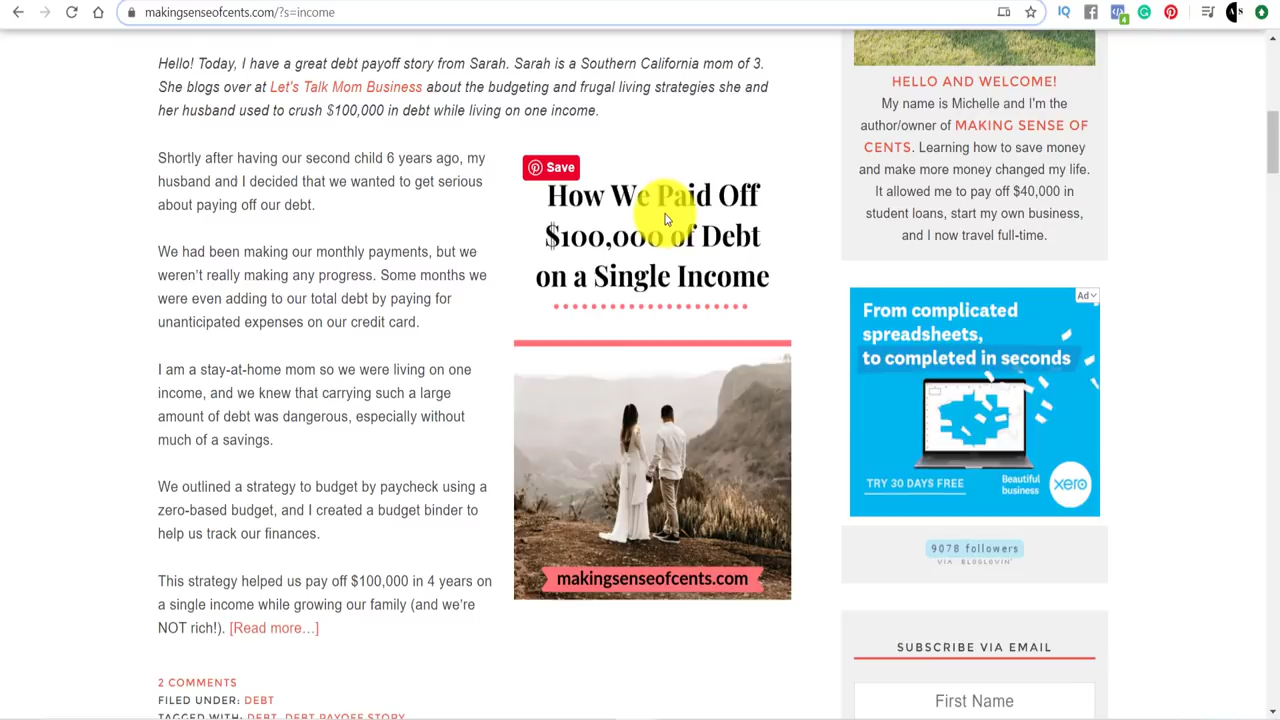 makingsenseofcents.com/?s=income
Hello! Today, I have a great debt payoff story from Sarah. Sarah is a Southern California mom of 3.
She blogs over at Let's Talk Mom Business about the budgeting and frugal living strategies she and
her husband used to crush $100,000 in debt while living on one income.
Shortly after having our second child 6 years ago, my
husband and I decided that we wanted to get serious
about paying off our debt.
We had been making our monthly payments, but we
weren't really making any progress. Some months we
were even adding to our total debt by paying for
unanticipated expenses on our credit card.
I am a stay-at-home mom so we were living on one
income, and we knew that carrying such a large
amount of debt was dangerous, especially without
much of a savings.
We outlined a strategy to budget by paycheck using a
zero-based budget, and I created a budget binder to
help us track our finances.
This strategy helped us pay off $100,000 in 4 years on
a single income while growing our family (and we're
NOT rich!). [Read more…]
Save
How We Paid Off
$100,000 of Debt
on a Single Income
makingsenseofcents.com
2 COMMENTS
FILED UNDER: DEBT
TAGGED WITH: DEBT, DEBT PAYOFF STORY
HELLO AND WELCOME!
My name is Michelle and I'm the
author/owner of MAKING SENSE OF
CENTS. Learning how to save money
and make more money changed my life.
It allowed me to pay off $40,000 in
student loans, start my own business,
and I now travel full-time.
Ad
From complicated
spreadsheets,
to completed in seconds
TRY 30 DAYS FREE
Beautiful
business
xero
9078 followers
VIA BLOGLOVIN'
SUBSCRIBE VIA EMAIL
First Name